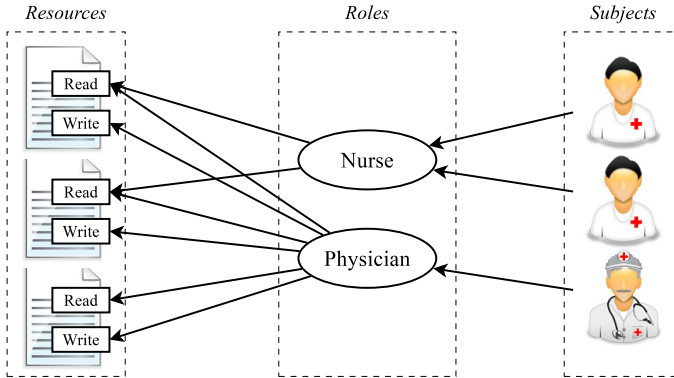 Resources
Roles
Subjects
Read
Write
Nurse
Read
Write
Physician
Read
Write